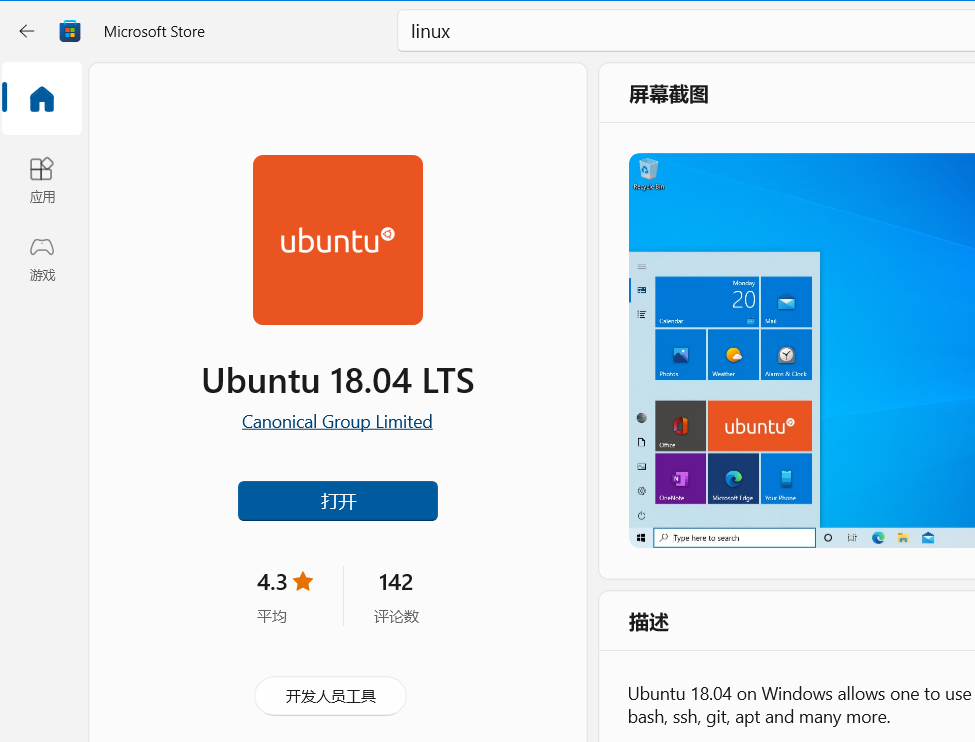 Microsoft Store
linux
应用
游戏
ubuntu
Ubuntu 18.04 LTS
Canonical Group Limited
打开
4.3
平均
142
评论数
开发人员工具
屏幕截图
Recycle Bin
Monday
20
Calendar
Mail
Photos
Weather
Alarms & Clock
Office
ubuntu
OneNote
Microsoft Edge
Your Phone
Type here to search
描述
Ubuntu 18.04 on Windows allows one to use
bash, ssh, git, apt and many more.